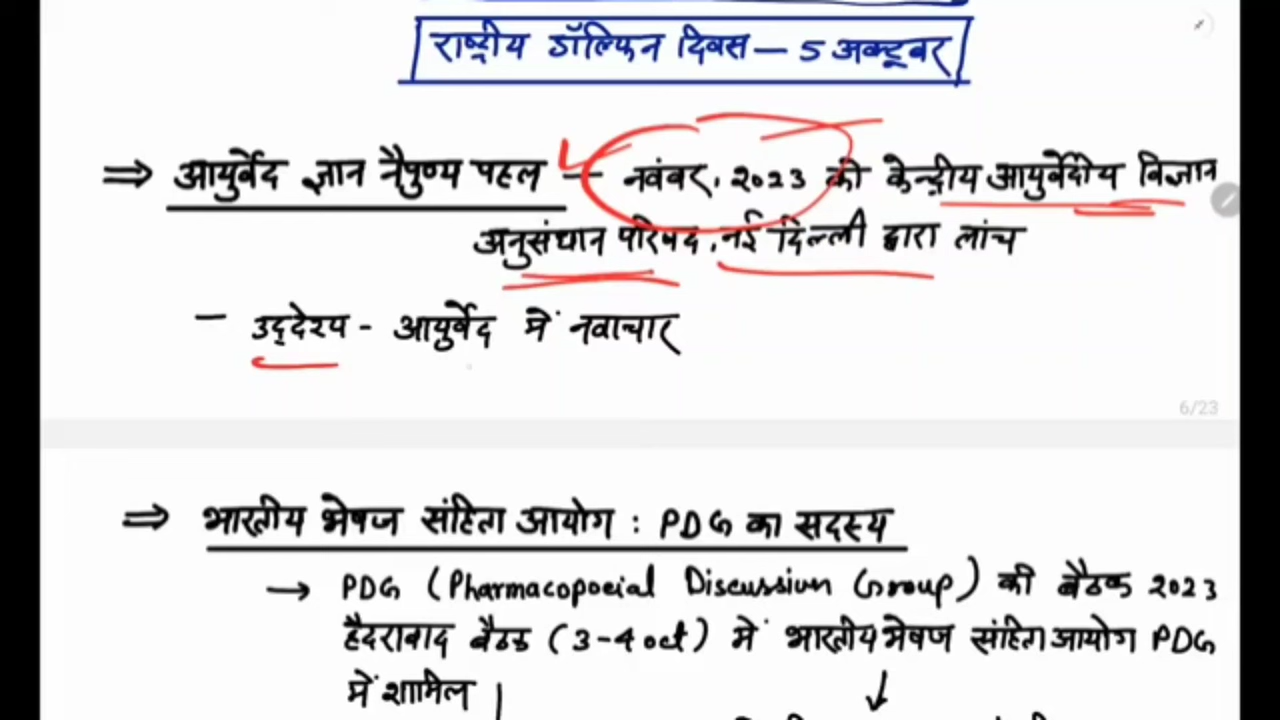 राष्ट्रीय डॉल्फिन दिवस — 5 अक्टूबर
⇒ आयुर्वेद ज्ञान नैपुण्य पहल — नवंबर, 2023 को केन्द्रीय आयुर्वेदीय विज्ञान
अनुसंधान परिषद, नई दिल्ली द्वारा लांच
- उद्देश्य - आयुर्वेद में नवाचार
6/23
⇒ भारतीय भेषज संहिता आयोग : PDG का सदस्य
→ PDG (Pharmacopoeial Discussion Group) की बैठक 2023
हैदराबाद बैठक (3-4 oct) में भारतीय भेषज संहिता आयोग PDG
में शामिल